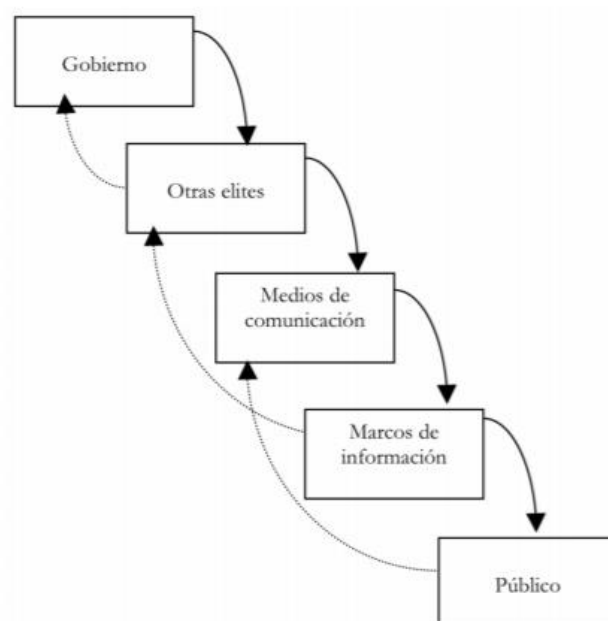 Gobierno
Otras elites
Medios de
comunicación
Marcos de
información
Público